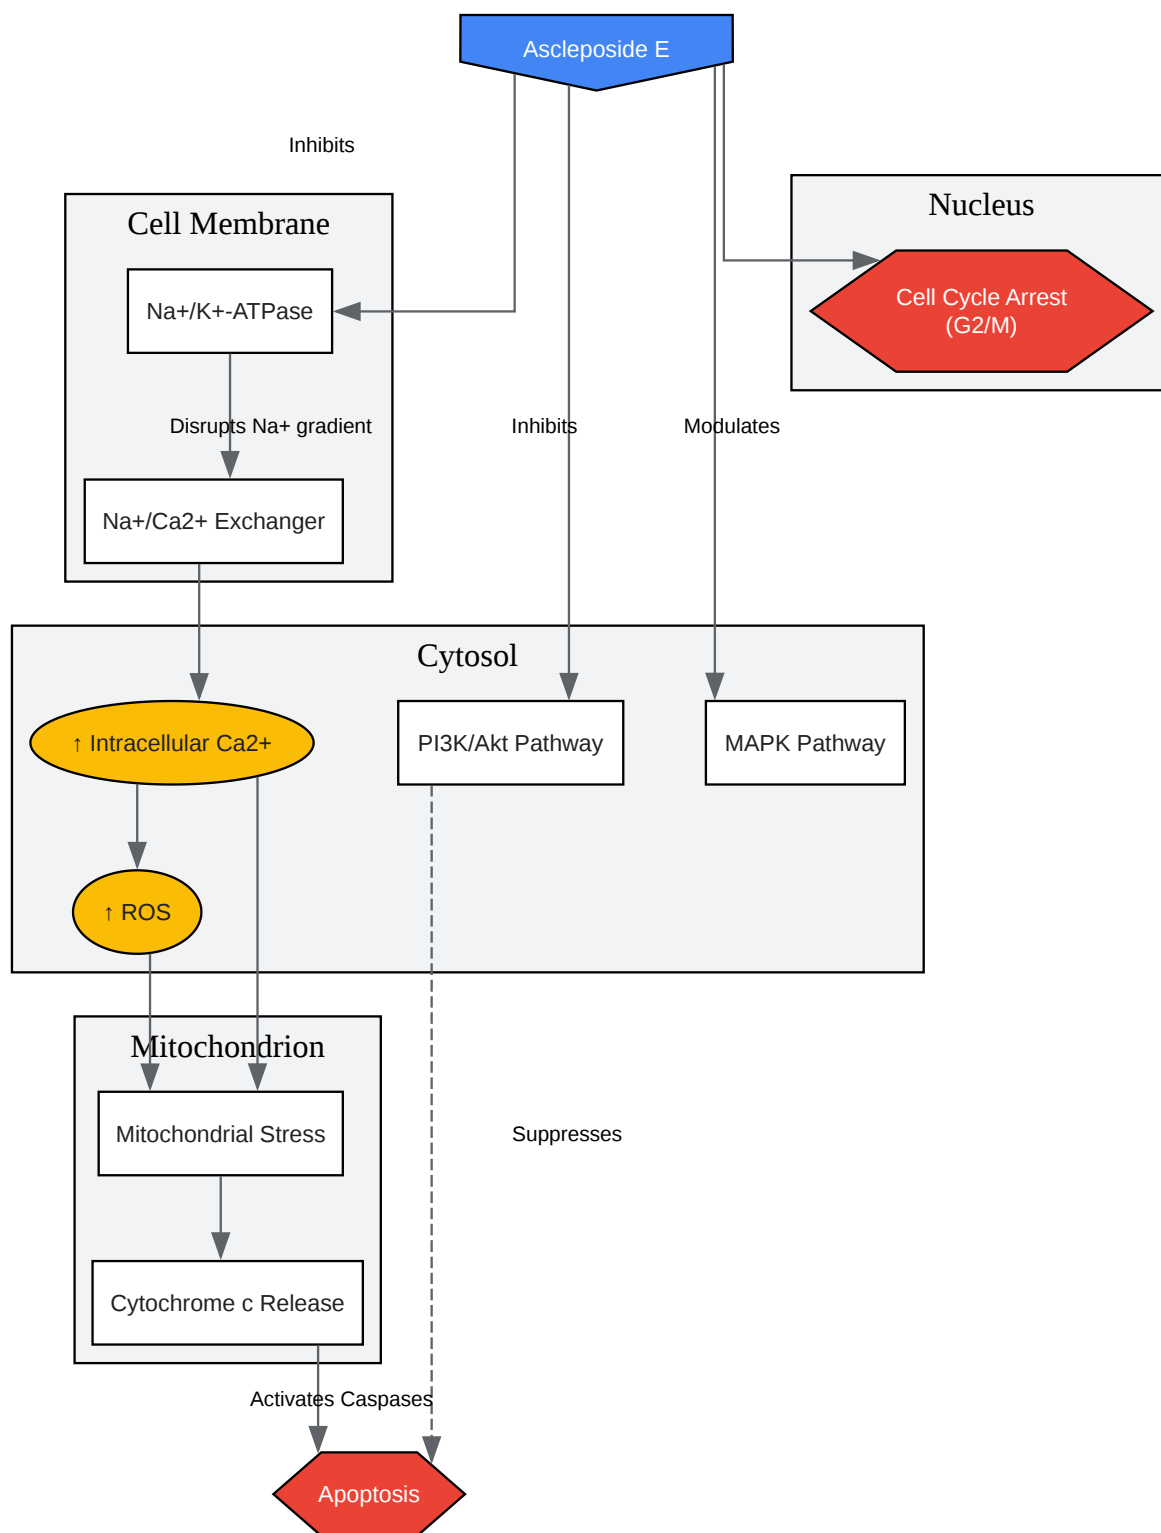 Ascleposide E
Inhibits
Nucleus
Cell Membrane
Na+/K+-ATPase
Cell Cycle Arrest
(G2/M)
Disrupts Na+ gradient
Inhibits
Modulates
Na+/Ca2+ Exchanger
Cytosol
↑ Intracellular Ca2+
PI3K/Akt Pathway
MAPK Pathway
↑ ROS
Mitochondrion
Mitochondrial Stress
Suppresses
Cytochrome c Release
Activates Caspases
Apoptosis